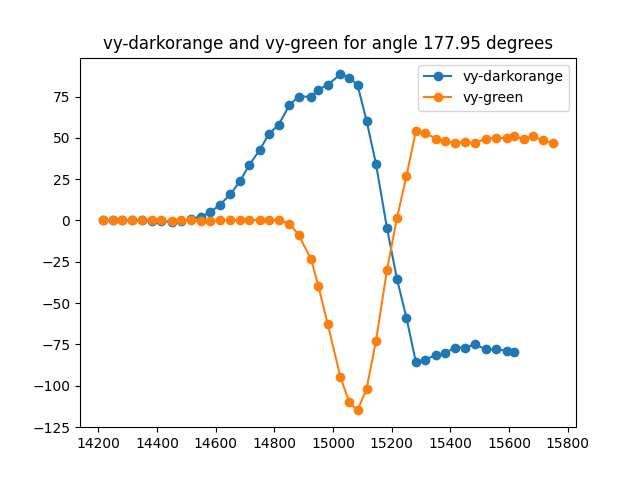 vy-darkorange and vy-green for angle 177.95 degrees
vy-darkorange
vy-green
75
50
25
0
−25
−50
−75
−100
−125
14200 14400 14600 14800 15000 15200 15400 15600 15800